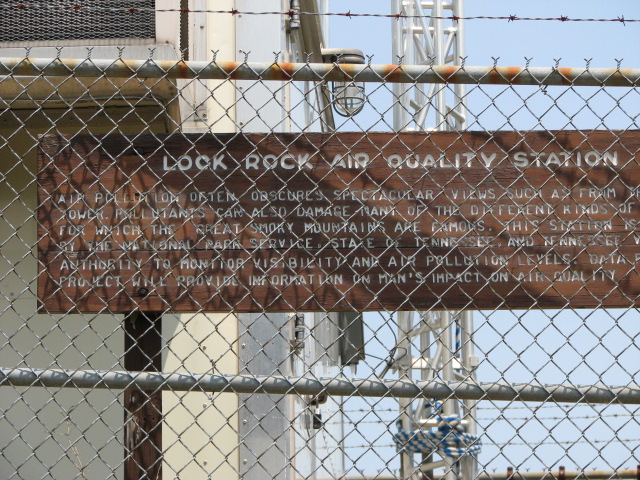 LOOK ROCK AIR QUALITY STATION
AIR POLLUTION OFTEN OBSCURES SPECTACULAR VIEWS SUCH AS FROM
TOWER. POLLUTANTS CAN ALSO DAMAGE MANY OF THE DIFFERENT KINDS OF
FOR WHICH THE GREAT SMOKY MOUNTAINS ARE FAMOUS. THIS STATION
BY THE NATIONAL PARK SERVICE, STATE OF TENNESSEE, AND TENNESSEE
AUTHORITY TO MONITOR VISIBILITY AND AIR POLLUTION LEVELS. DATA
PROJECT WILL PROVIDE INFORMATION ON MAN'S IMPACT ON AIR QUALITY